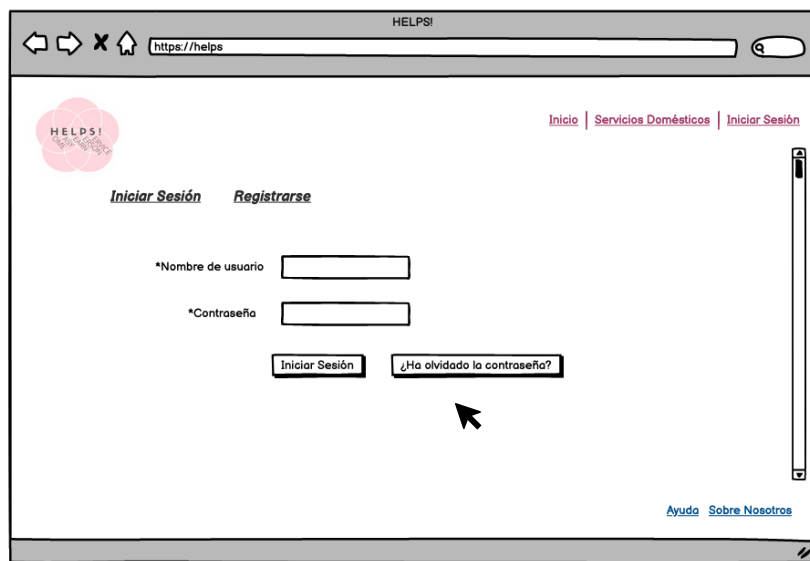 HELPS!
https://helps
HELPS!
Inicio Servicios Domésticos Iniciar Sesión
Iniciar Sesión Registrarse
*Nombre de usuario
*Contraseña
Iniciar Sesión ¿Ha olvidado la contraseña?
Ayuda Sobre Nosotros